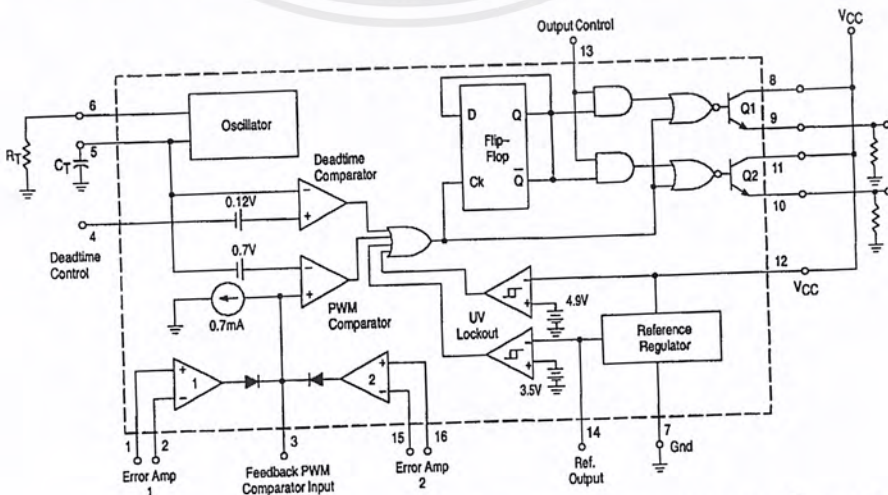 Output Control
13
VCC
6
RT
5
CT
Oscillator
D
Q
Flip-
Flop
Ck
Q̅
8
Q1
9
11
Q2
10
Deadtime
Comparator
0.12V
4
Deadtime
Control
0.7V
0.7mA
PWM
Comparator
UV
Lockout
4.9V
3.5V
12
VCC
Reference
Regulator
1
2
1
2
3
15
16
14
7
Gnd
Error Amp
1
Feedback PWM
Comparator Input
Error Amp
2
Ref.
Output